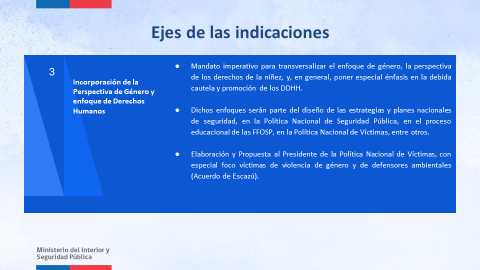 Ejes de las indicaciones
3
Incorporación de la
Perspectiva de Género y
enfoque de Derechos
Humanos
● Mandato imperativo para transversalizar el enfoque de género, la perspectiva
de los derechos de la niñez, y, en general, poner especial énfasis en la debida
cautela y promoción de los DDHH.
● Dichos enfoques serán parte del diseño de las estrategias y planes nacionales
de seguridad, en la Política Nacional de Seguridad Pública, en el proceso
educacional de las FFOSP, en la Política Nacional de Víctimas, entre otros.
● Elaboración y Propuesta al Presidente de la Política Nacional de Víctimas, con
especial foco víctimas de violencia de género y de defensores ambientales
(Acuerdo de Escazú).
Ministerio del Interior y
Seguridad Pública